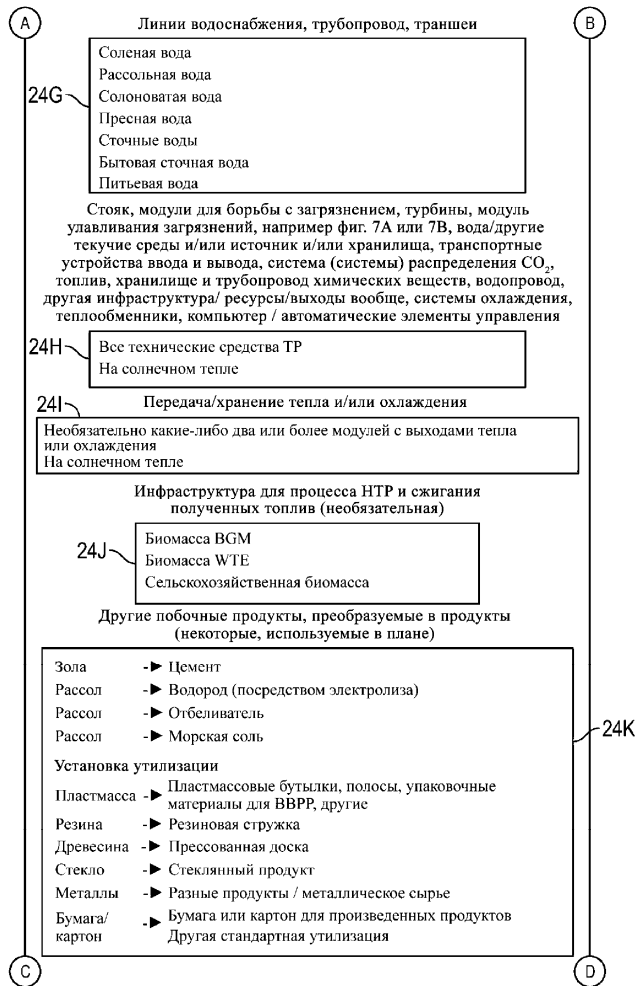 A
B
Линии водоснабжения, трубопровод, траншеи
24G
Соленая вода
Рассольная вода
Солоноватая вода
Пресная вода
Сточные воды
Бытовая сточная вода
Питьевая вода
Стояк, модули для борьбы с загрязнением, турбины, модуль
улавливания загрязнений, например фиг. 7А или 7В, вода/другие
текучие среды и/или источник и/или хранилища, транспортные
устройства ввода и вывода, система (системы) распределения CO₂,
топлив, хранилище и трубопровод химических веществ, водопровод,
другая инфраструктура/ ресурсы/выходы вообще, системы охлаждения,
теплообменники, компьютер / автоматические элементы управления
24H
Все технические средства ТР
На солнечном тепле
Передача/хранение тепла и/или охлаждения
24I
Необязательно какие-либо два или более модулей с выходами тепла
или охлаждения
На солнечном тепле
Инфраструктура для процесса НТР и сжигания
полученных топлив (необязательная)
24J
Биомасса BGM
Биомасса WTE
Сельскохозяйственная биомасса
Другие побочные продукты, преобразуемые в продукты
(некоторые, используемые в плане)
24K
Зола -► Цемент
Рассол -► Водород (посредством электролиза)
Рассол -► Отбеливатель
Рассол -► Морская соль
Установка утилизации
Пластмасса -► Пластмассовые бутылки, полосы, упаковочные
материалы для ВВРР, другие
Резина -► Резиновая стружка
Древесина -► Прессованная доска
Стекло -► Стеклянный продукт
Металлы -► Разные продукты / металлическое сырье
Бумага/ -► Бумага или картон для произведенных продуктов
картон Другая стандартная утилизация
C
D